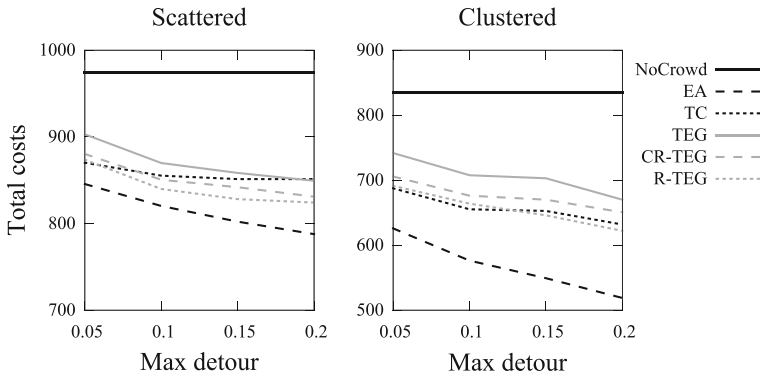 Scattered
Clustered
Total costs
1000
900
800
700
0.05 0.1 0.15 0.2
Max detour
900
800
700
600
500
0.05 0.1 0.15 0.2
Max detour
NoCrowd
EA
TC
TEG
CR-TEG
R-TEG